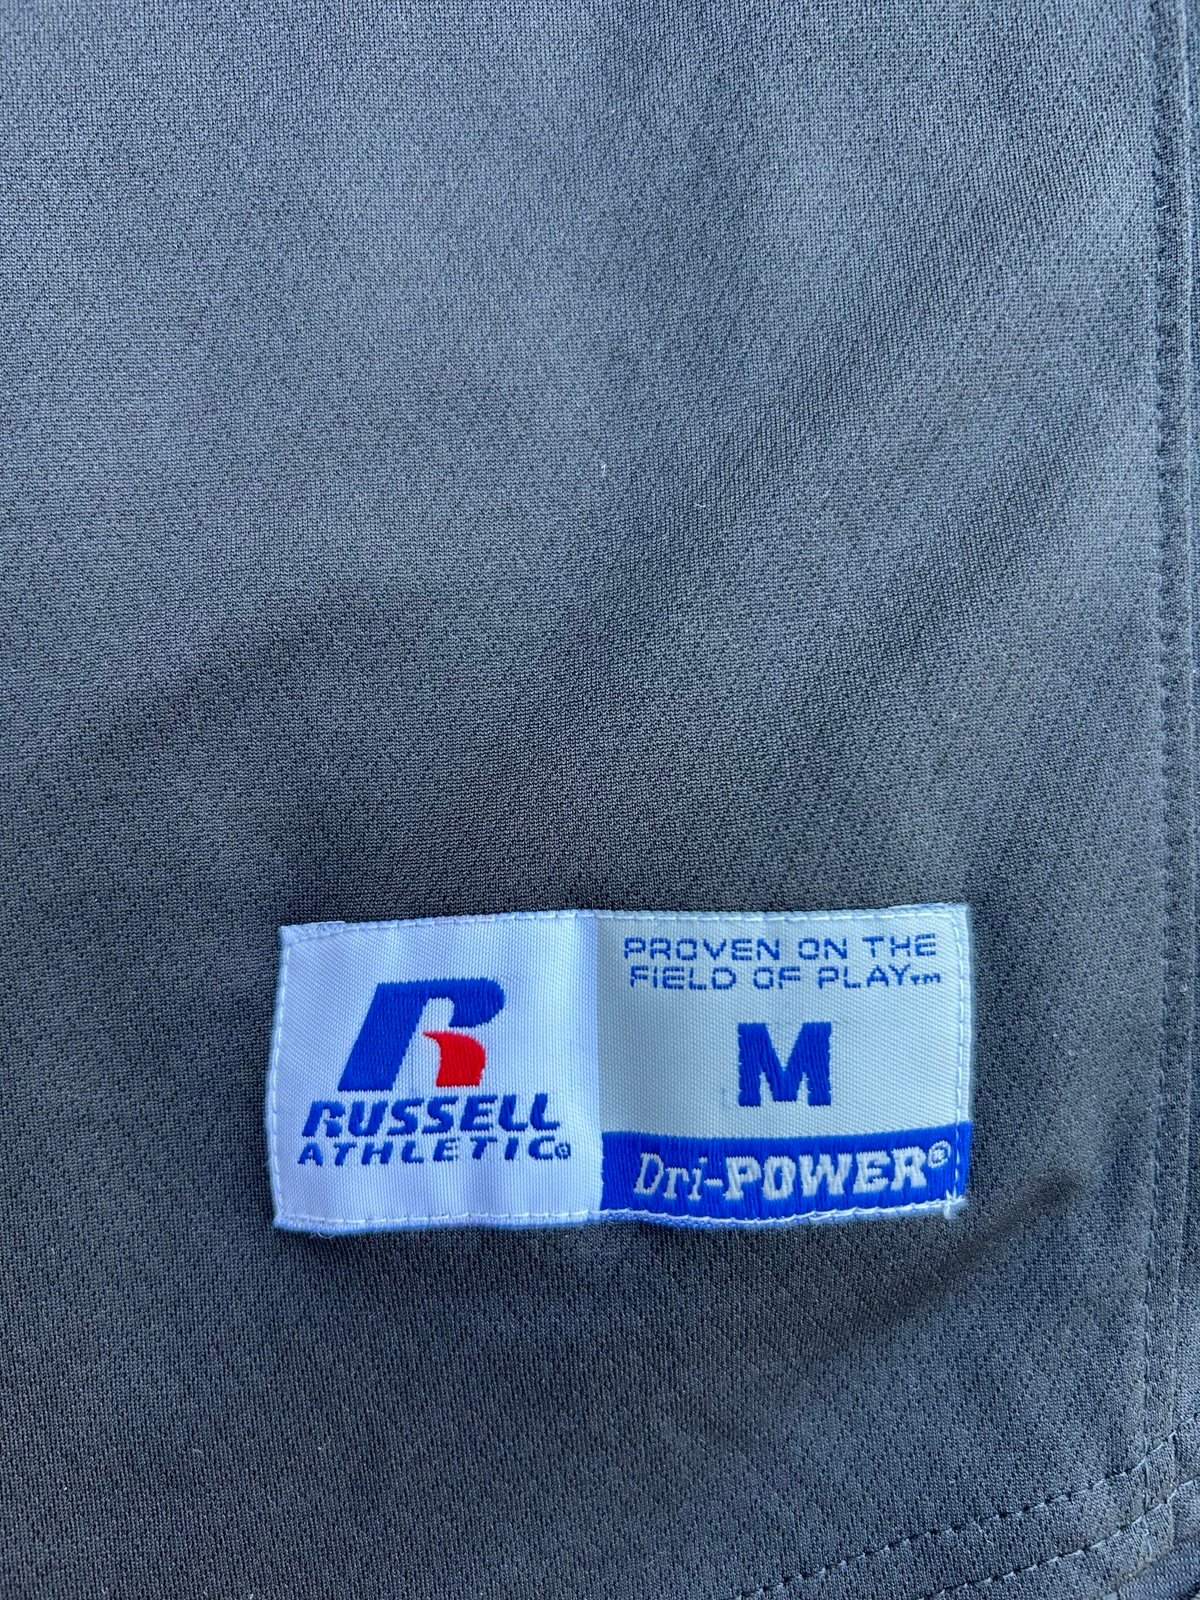 PROVEN ON THE
FIELD OF PLAY™
M
RUSSELL
ATHLETIC®
Dri-POWER®